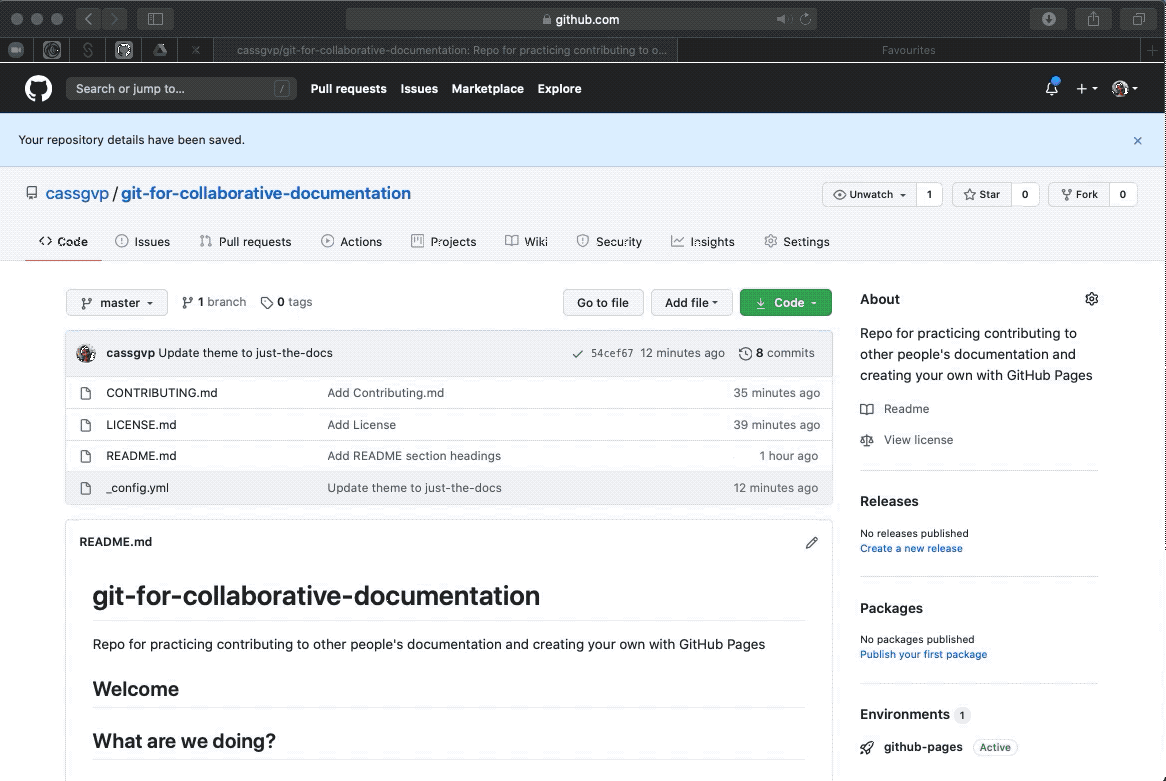 github.com
cassgvp/git-for-collaborative-documentation: Repo for practicing contributing to o...
Favourites
Search or jump to...
/
Pull requests Issues Marketplace Explore
Your repository details have been saved.
cassgvp / git-for-collaborative-documentation
Unwatch 1 Star 0 Fork 0
Code Issues Pull requests Actions Projects Wiki Security Insights Settings
master 1 branch 0 tags Go to file Add file Code
cassgvp Update theme to just-the-docs 54cef67 12 minutes ago 8 commits
CONTRIBUTING.md Add Contributing.md 35 minutes ago
LICENSE.md Add License 39 minutes ago
README.md Add README section headings 1 hour ago
_config.yml Update theme to just-the-docs 12 minutes ago
README.md
git-for-collaborative-documentation
Repo for practicing contributing to other people's documentation and creating your own with GitHub Pages
Welcome
What are we doing?
About
Repo for practicing contributing to
other people's documentation and
creating your own with GitHub Pages
Readme
View license
Releases
No releases published
Create a new release
Packages
No packages published
Publish your first package
Environments 1
github-pages Active